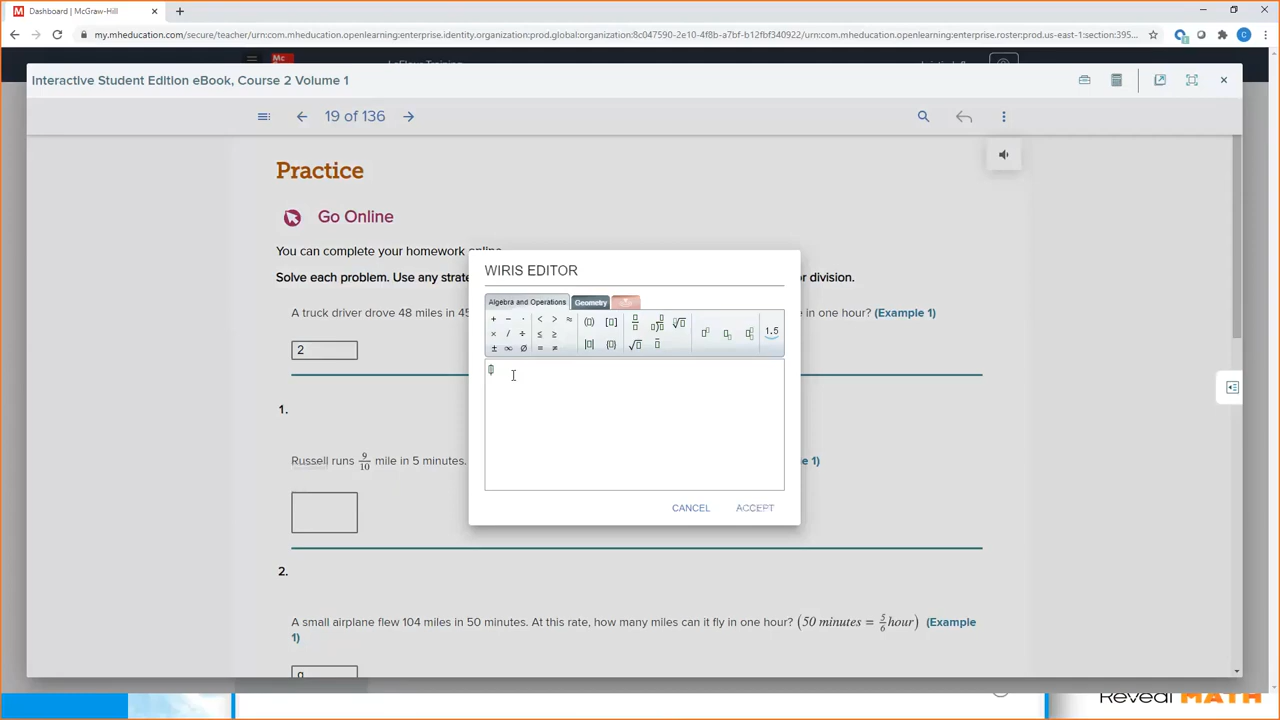 Dashboard | McGraw-Hill
my.mheducation.com/secure/teacher/urn:com.mheducation.openlearning:enterprise.identity.organization:prod.global:organization:8c047590-2e10-4f8b-a7bf-b12fbf340922/urn:com.mheducation.openlearning:enterprise.roster:prod.us-east-1:section:395...
Interactive Student Edition eBook, Course 2 Volume 1
19 of 136
Practice
Go Online
You can complete your homework online.
Solve each problem. Use any strate or division.
A truck driver drove 48 miles in 45 e in one hour? (Example 1)
2
1.
Russell runs 9/10 mile in 5 minutes. e 1)
2.
A small airplane flew 104 miles in 50 minutes. At this rate, how many miles can it fly in one hour? (50 minutes = 5/6 hour) (Example
1)
WIRIS EDITOR
Algebra and Operations Geometry
+ − · < > ≈
× / ÷ ≤ ≥
± ∞ Ø = ≠
1.5
CANCEL ACCEPT
Reveal MATH